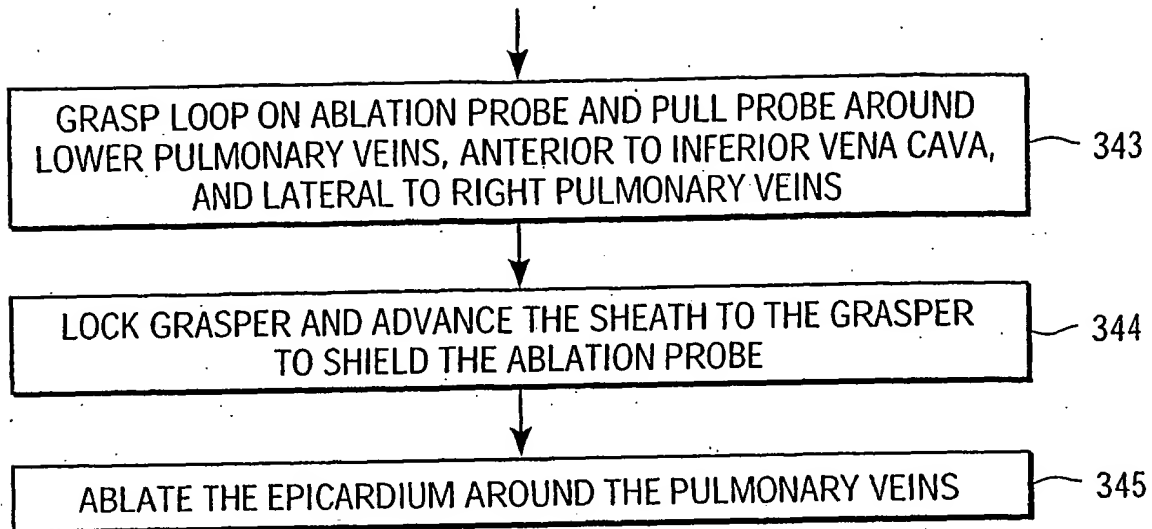 GRASP LOOP ON ABLATION PROBE AND PULL PROBE AROUND
LOWER PULMONARY VEINS, ANTERIOR TO INFERIOR VENA CAVA,
AND LATERAL TO RIGHT PULMONARY VEINS
343
LOCK GRASPER AND ADVANCE THE SHEATH TO THE GRASPER
TO SHIELD THE ABLATION PROBE
344
ABLATE THE EPICARDIUM AROUND THE PULMONARY VEINS
345